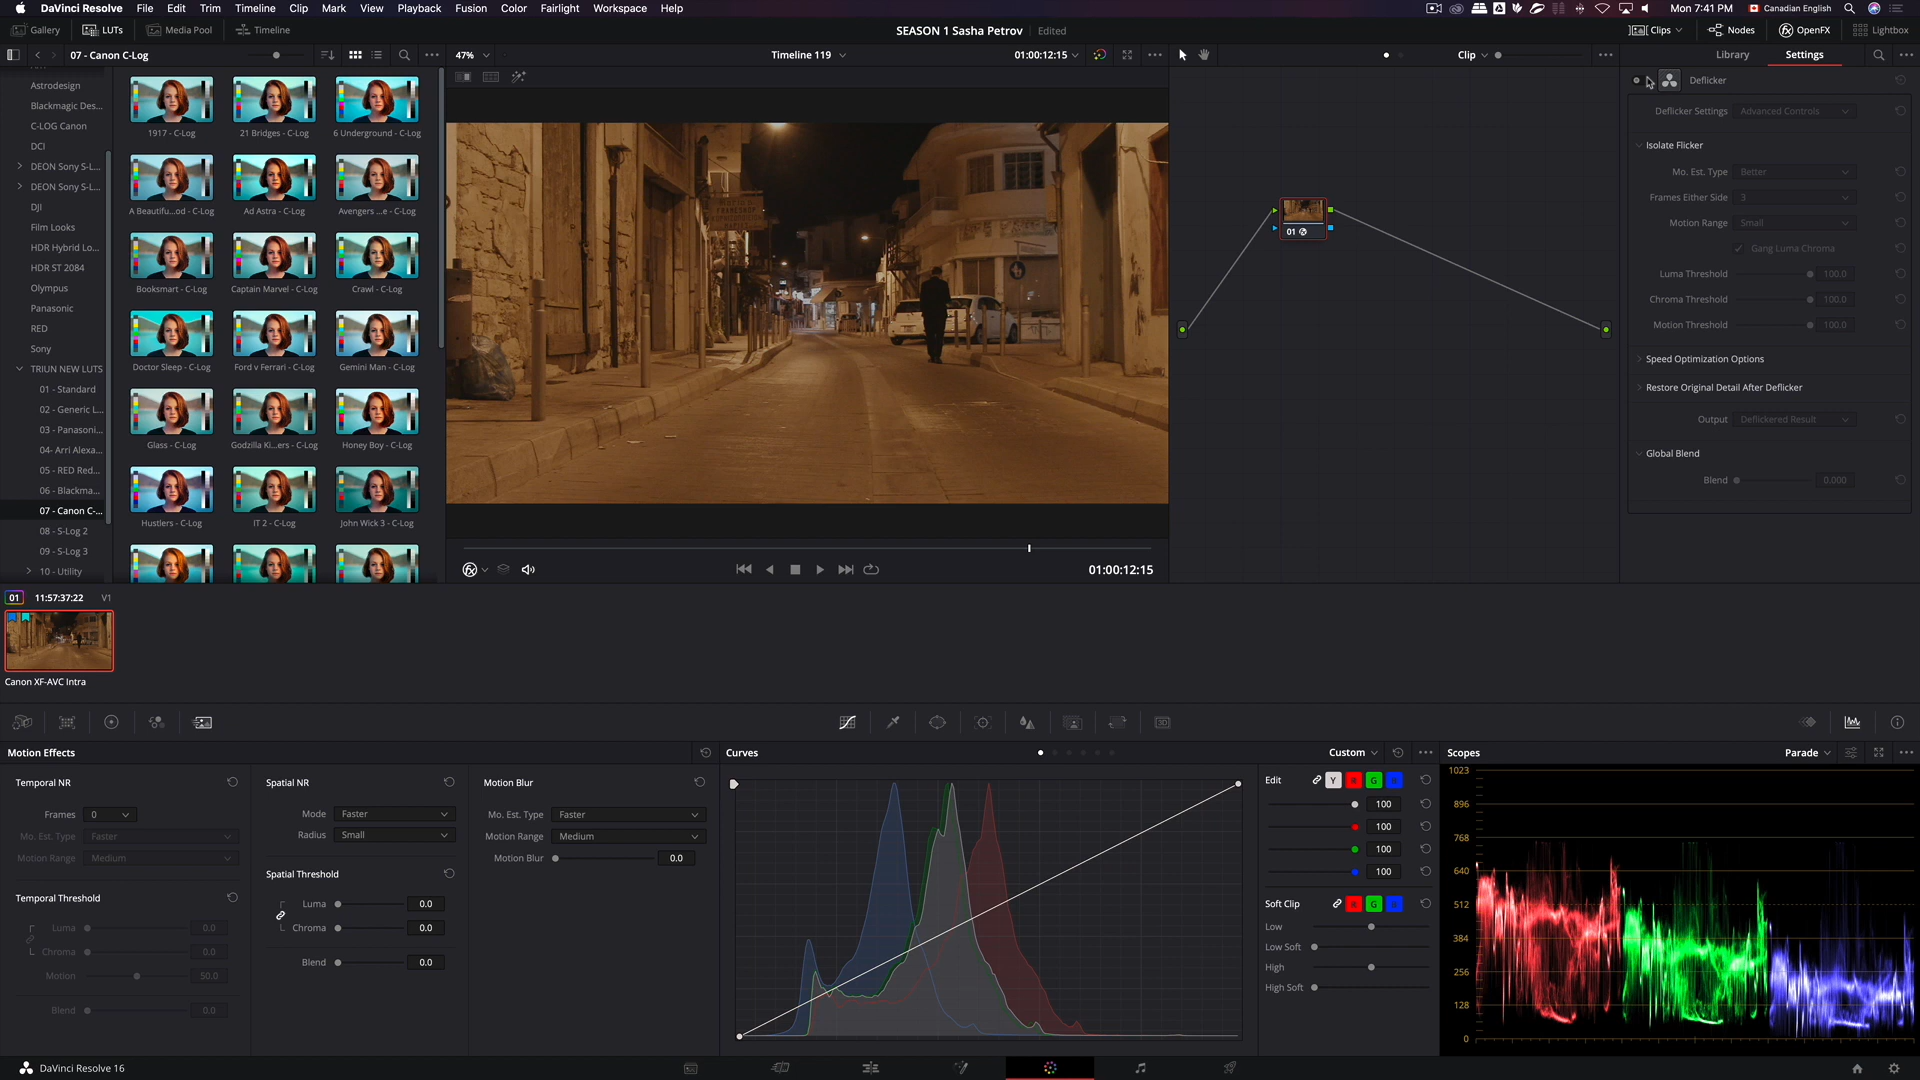 DaVinci Resolve File Edit Trim Timeline Clip Mark View Playback Fusion Color Fairlight Workspace Help Mon 7:41 PM Canadian English
Gallery LUTs Media Pool Timeline SEASON 1 Sasha Petrov Edited Clips Nodes OpenFX Lightbox
07 - Canon C-Log 47% Timeline 119 01:00:12:15 Clip Library Settings
Astrodesign
Blackmagic Des...
C-LOG Canon
DCI
DEON Sony S-L...
DEON Sony S-L...
DJI
Film Looks
HDR Hybrid Lo...
HDR ST 2084
Olympus
Panasonic
RED
Sony
TRIUN NEW LUTS
01 - Standard
02 - Generic L...
03 - Panasoni...
04- Arri Alexa...
05 - RED Red...
06 - Blackma...
07 - Canon C-...
08 - S-Log 2
09 - S-Log 3
10 - Utility
1917 - C-Log 21 Bridges - C-Log 6 Underground - C-Log
A Beautifu...od - C-Log Ad Astra - C-Log Avengers ...e - C-Log
Booksmart - C-Log Captain Marvel - C-Log Crawl - C-Log
Doctor Sleep - C-Log Ford v Ferrari - C-Log Gemini Man - C-Log
Glass - C-Log Godzilla Ki...ers - C-Log Honey Boy - C-Log
Hustlers - C-Log IT 2 - C-Log John Wick 3 - C-Log
01:00:12:15
01
Deflicker
Deflicker Settings Advanced Controls
Isolate Flicker
Mo. Est. Type Better
Frames Either Side 3
Motion Range Small
Gang Luma Chroma
Luma Threshold 100.0
Chroma Threshold 100.0
Motion Threshold 100.0
Speed Optimization Options
Restore Original Detail After Deflicker
Output Deflickered Result
Global Blend
Blend 0.000
01 11:57:37:22 V1
Canon XF-AVC Intra
Motion Effects
Temporal NR
Frames 0
Mo. Est. Type Faster
Motion Range Medium
Temporal Threshold
Luma 0.0
Chroma 0.0
Motion 50.0
Blend 0.0
Spatial NR
Mode Faster
Radius Small
Spatial Threshold
Luma 0.0
Chroma 0.0
Blend 0.0
Motion Blur
Mo. Est. Type Faster
Motion Range Medium
Motion Blur 0.0
Curves Custom
Edit Y R G B
100
100
100
100
Soft Clip R G B
Low
Low Soft
High
High Soft
Scopes Parade
1023
896
768
640
512
384
256
128
0
DaVinci Resolve 16